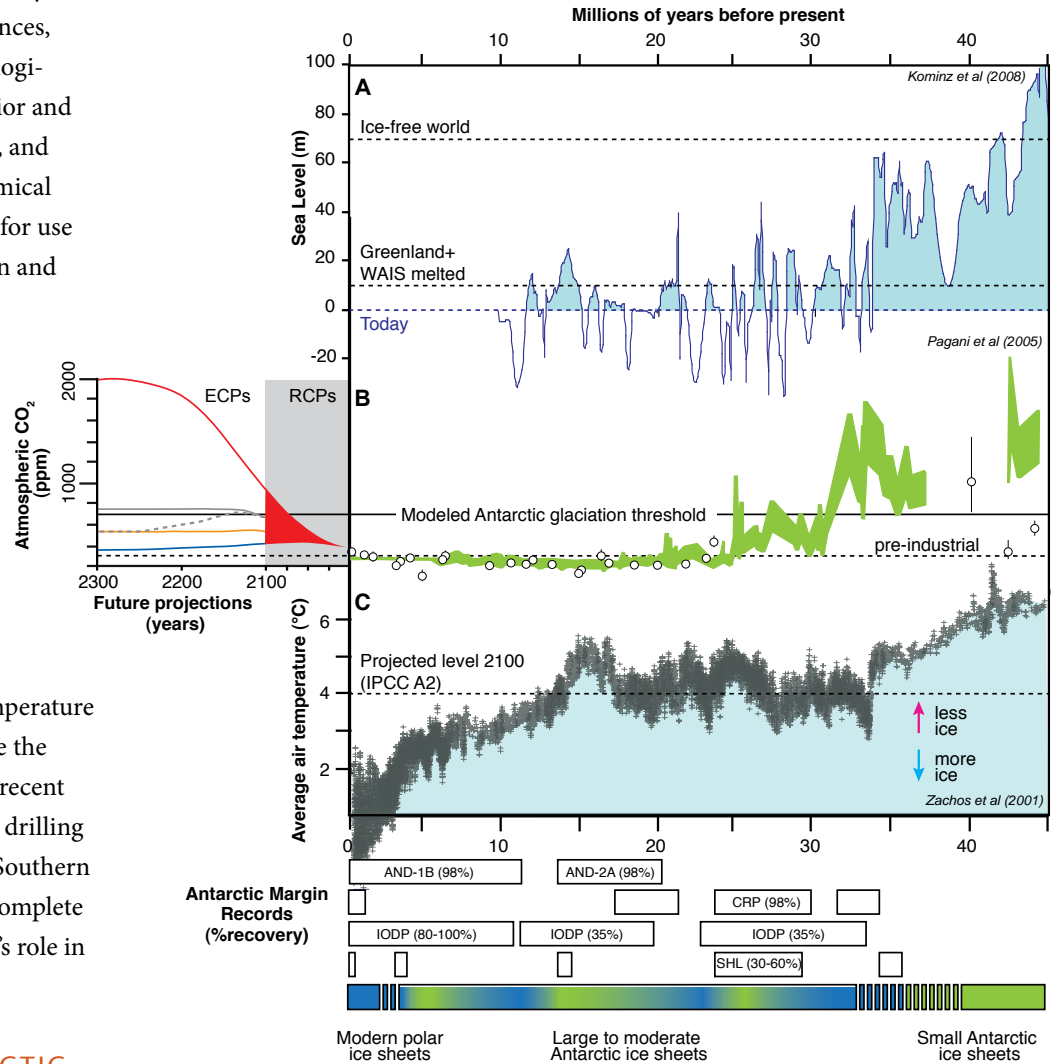 nces,
ogi-
ior and
, and
mical
for use
n and
mperature
e the
recent
drilling
Southern
omplete
's role in
CTIC
Millions of years before present
0 10 20 30 40
A
Kominz et al (2008)
Sea Level (m)
100
80
60
40
20
0
-20
Ice-free world
Greenland+
WAIS melted
Today
Pagani et al (2005)
B
Atmospheric CO2
(ppm)
2000
1000
ECPs RCPs
Modeled Antarctic glaciation threshold
pre-industrial
2300 2200 2100
Future projections
(years)
C
Average air temperature (°C)
6
4
2
Projected level 2100
(IPCC A2)
less
ice
more
ice
Zachos et al (2001)
0 10 20 30 40
Antarctic Margin
Records
(%recovery)
AND-1B (98%) AND-2A (98%)
CRP (98%)
IODP (80-100%) IODP (35%) IODP (35%)
SHL (30-60%)
Modern polar
ice sheets
Large to moderate
Antarctic ice sheets
Small Antarctic
ice sheets